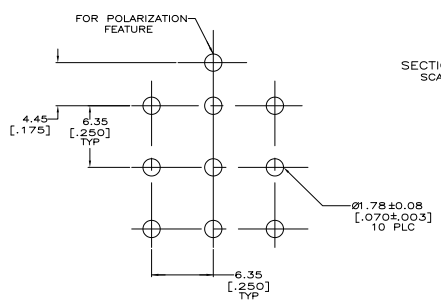 FOR POLARIZATION
FEATURE
SECTI
SCA
4.45
[.175]
6.35
[.250]
TYP
Ø1.78±0.08
[.070±.003]
10 PLC
6.35
[.250]
TYP